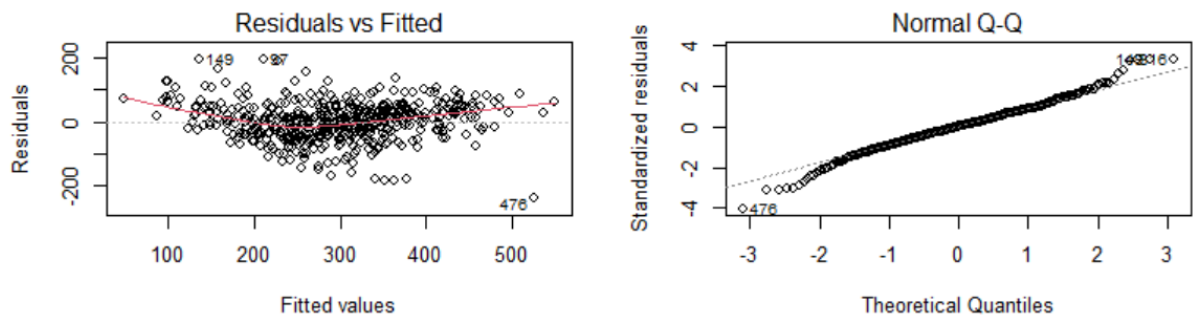 Residuals vs Fitted
Residuals
200
0
-200
149
97
476
100 200 300 400 500
Fitted values
Normal Q-Q
Standardized residuals
4
2
0
-2
-4
476
-3 -2 -1 0 1 2 3
Theoretical Quantiles